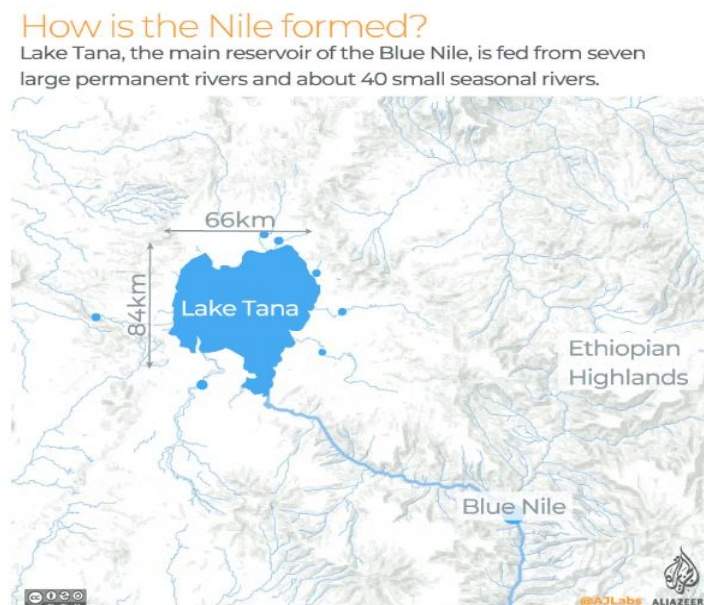 How is the Nile formed?
Lake Tana, the main reservoir of the Blue Nile, is fed from seven
large permanent rivers and about 40 small seasonal rivers.
66km
84km
Lake Tana
Ethiopian
Highlands
Blue Nile
@AJLabs ALJAZEER